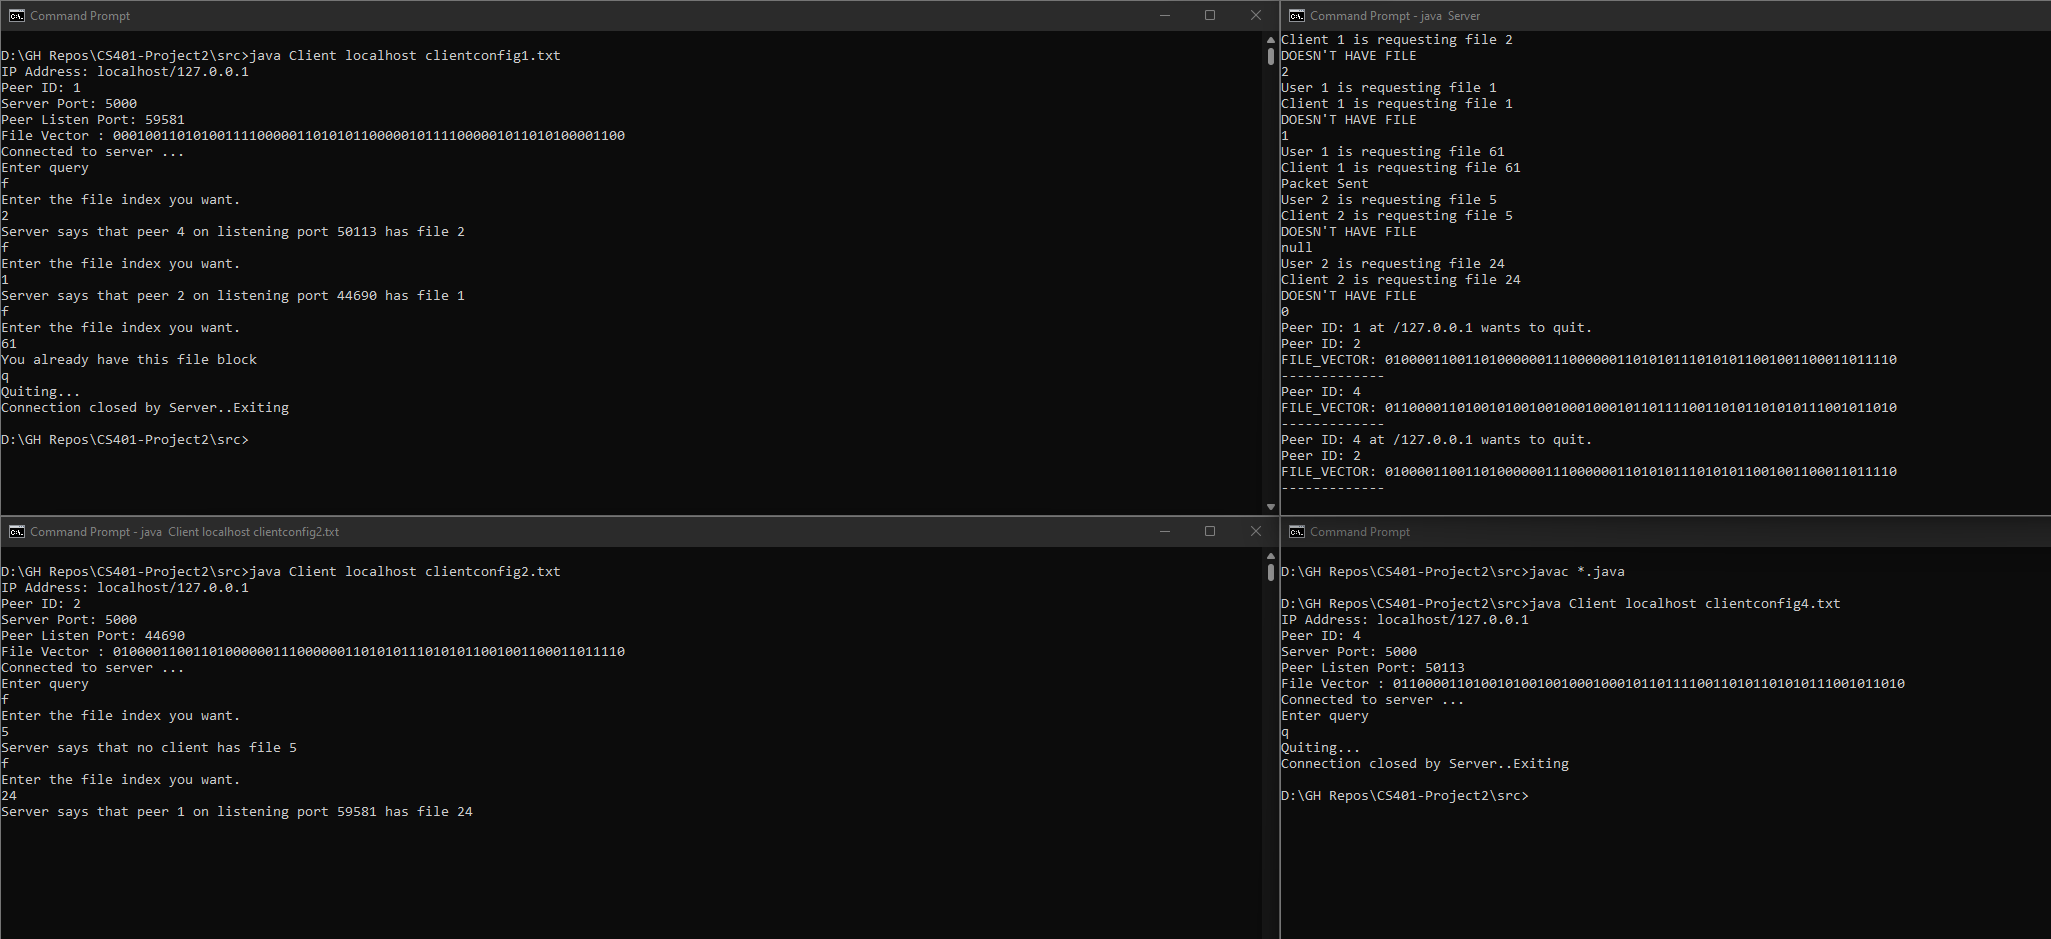 Command Prompt
D:\GH Repos\CS401-Project2\src>java Client localhost clientconfig1.txt
IP Address: localhost/127.0.0.1
Peer ID: 1
Server Port: 5000
Peer Listen Port: 59581
File Vector : 0001001101010011110000011010101100000101111000001011010100001100
Connected to server ...
Enter query
f
Enter the file index you want.
2
Server says that peer 4 on listening port 50113 has file 2
f
Enter the file index you want.
1
Server says that peer 2 on listening port 44690 has file 1
f
Enter the file index you want.
61
You already have this file block
q
Quiting...
Connection closed by Server..Exiting
D:\GH Repos\CS401-Project2\src>
Command Prompt - java  Server
Client 1 is requesting file 2
DOESN'T HAVE FILE
2
User 1 is requesting file 1
Client 1 is requesting file 1
DOESN'T HAVE FILE
1
User 1 is requesting file 61
Client 1 is requesting file 61
Packet Sent
User 2 is requesting file 5
Client 2 is requesting file 5
DOESN'T HAVE FILE
null
User 2 is requesting file 24
Client 2 is requesting file 24
DOESN'T HAVE FILE
0
Peer ID: 1 at /127.0.0.1 wants to quit.
Peer ID: 2
FILE_VECTOR: 0100001100110100000011100000011010101110101011001001100011011110
-------------
Peer ID: 4
FILE_VECTOR: 0110000110100101001001000100010110111100110101101010111001011010
-------------
Peer ID: 4 at /127.0.0.1 wants to quit.
Peer ID: 2
FILE_VECTOR: 0100001100110100000011100000011010101110101011001001100011011110
-------------
Command Prompt - java  Client localhost clientconfig2.txt
D:\GH Repos\CS401-Project2\src>java Client localhost clientconfig2.txt
IP Address: localhost/127.0.0.1
Peer ID: 2
Server Port: 5000
Peer Listen Port: 44690
File Vector : 0100001100110100000011100000011010101110101011001001100011011110
Connected to server ...
Enter query
f
Enter the file index you want.
5
Server says that no client has file 5
f
Enter the file index you want.
24
Server says that peer 1 on listening port 59581 has file 24
Command Prompt
D:\GH Repos\CS401-Project2\src>javac *.java
D:\GH Repos\CS401-Project2\src>java Client localhost clientconfig4.txt
IP Address: localhost/127.0.0.1
Peer ID: 4
Server Port: 5000
Peer Listen Port: 50113
File Vector : 0110000110100101001001000100010110111100110101101010111001011010
Connected to server ...
Enter query
q
Quiting...
Connection closed by Server..Exiting
D:\GH Repos\CS401-Project2\src>